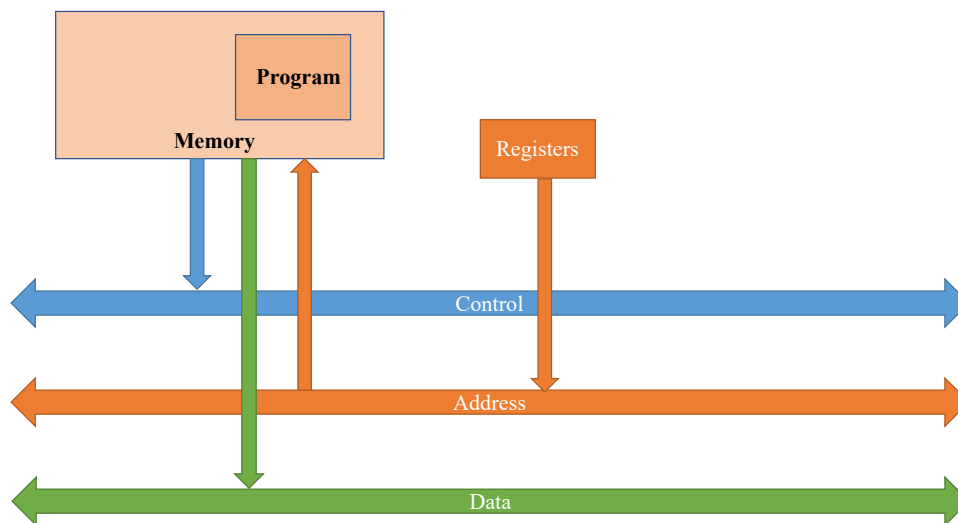 Program
Memory
Registers
Control
Address
Data